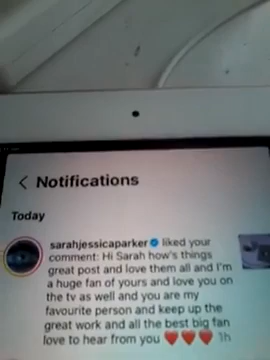 Notifications
Today
sarahjessicaparker liked your
comment: Hi Sarah how's things
great post and love them all and I'm
a huge fan of yours and love you on
the tv as well and you are my
favourite person and keep up the
great work and all the best big fan
love to hear from you ❤️❤️❤️ 1h